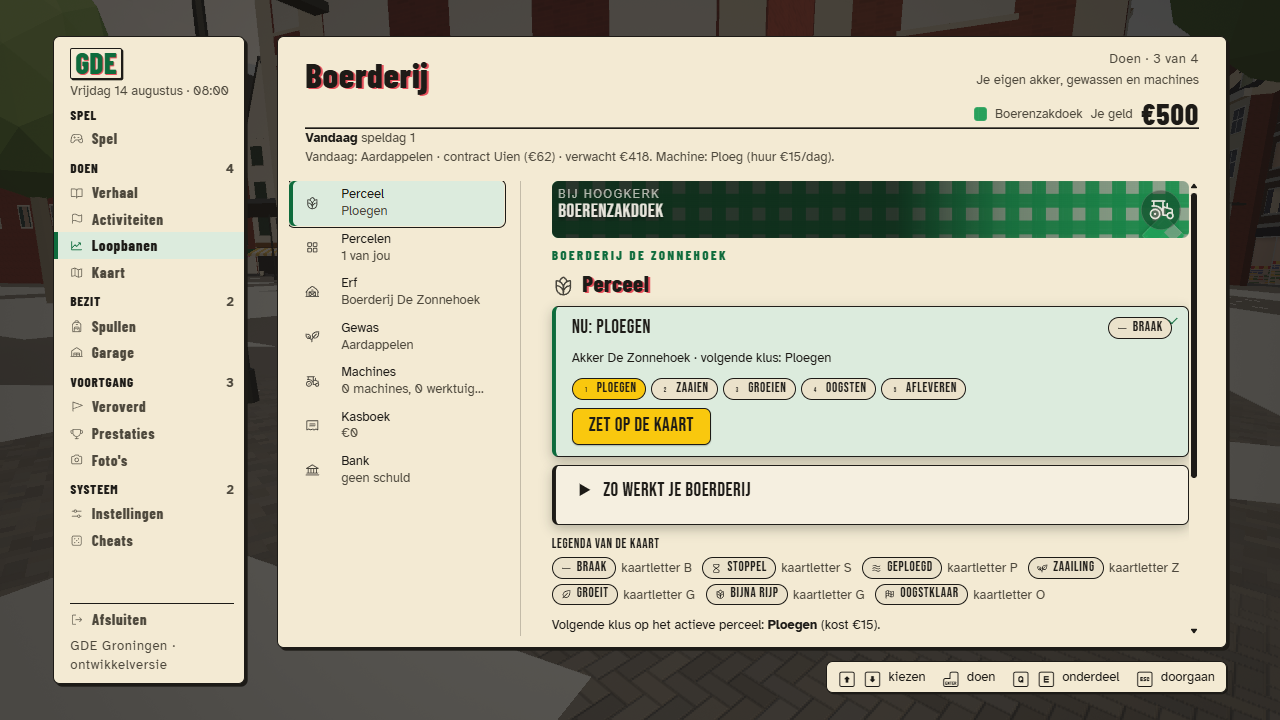 GDE
Vrijdag 14 augustus · 08:00
SPEL
Spel
DOEN 4
Verhaal
Activiteiten
Loopbanen
Kaart
BEZIT 2
Spullen
Garage
VOORTGANG 3
Veroverd
Prestaties
Foto's
SYSTEEM 2
Instellingen
Cheats
Afsluiten
GDE Groningen ·
ontwikkelversie
Boerderij
Doen · 3 van 4
Je eigen akker, gewassen en machines
Boerenzakdoek Je geld €500
Vandaag speldag 1
Vandaag: Aardappelen · contract Uien (€62) · verwacht €418. Machine: Ploeg (huur €15/dag).
Perceel
Ploegen
Percelen
1 van jou
Erf
Boerderij De Zonnehoek
Gewas
Aardappelen
Machines
0 machines, 0 werktuig...
Kasboek
€0
Bank
geen schuld
BIJ HOOGKERK
BOERENZAKDOEK
BOERDERIJ DE ZONNEHOEK
Perceel
NU: PLOEGEN
— BRAAK
Akker De Zonnehoek · volgende klus: Ploegen
1 PLOEGEN 2 ZAAIEN 3 GROEIEN 4 OOGSTEN 5 AFLEVEREN
ZET OP DE KAART
▶ ZO WERKT JE BOERDERIJ
LEGENDA VAN DE KAART
— BRAAK kaartletter B STOPPEL kaartletter S GEPLOEGD kaartletter P ZAAILING kaartletter Z
GROEIT kaartletter G BIJNA RIJP kaartletter G OOGSTKLAAR kaartletter O
Volgende klus op het actieve perceel: Ploegen (kost €15).
kiezen ENTER doen Q E onderdeel ESC doorgaan